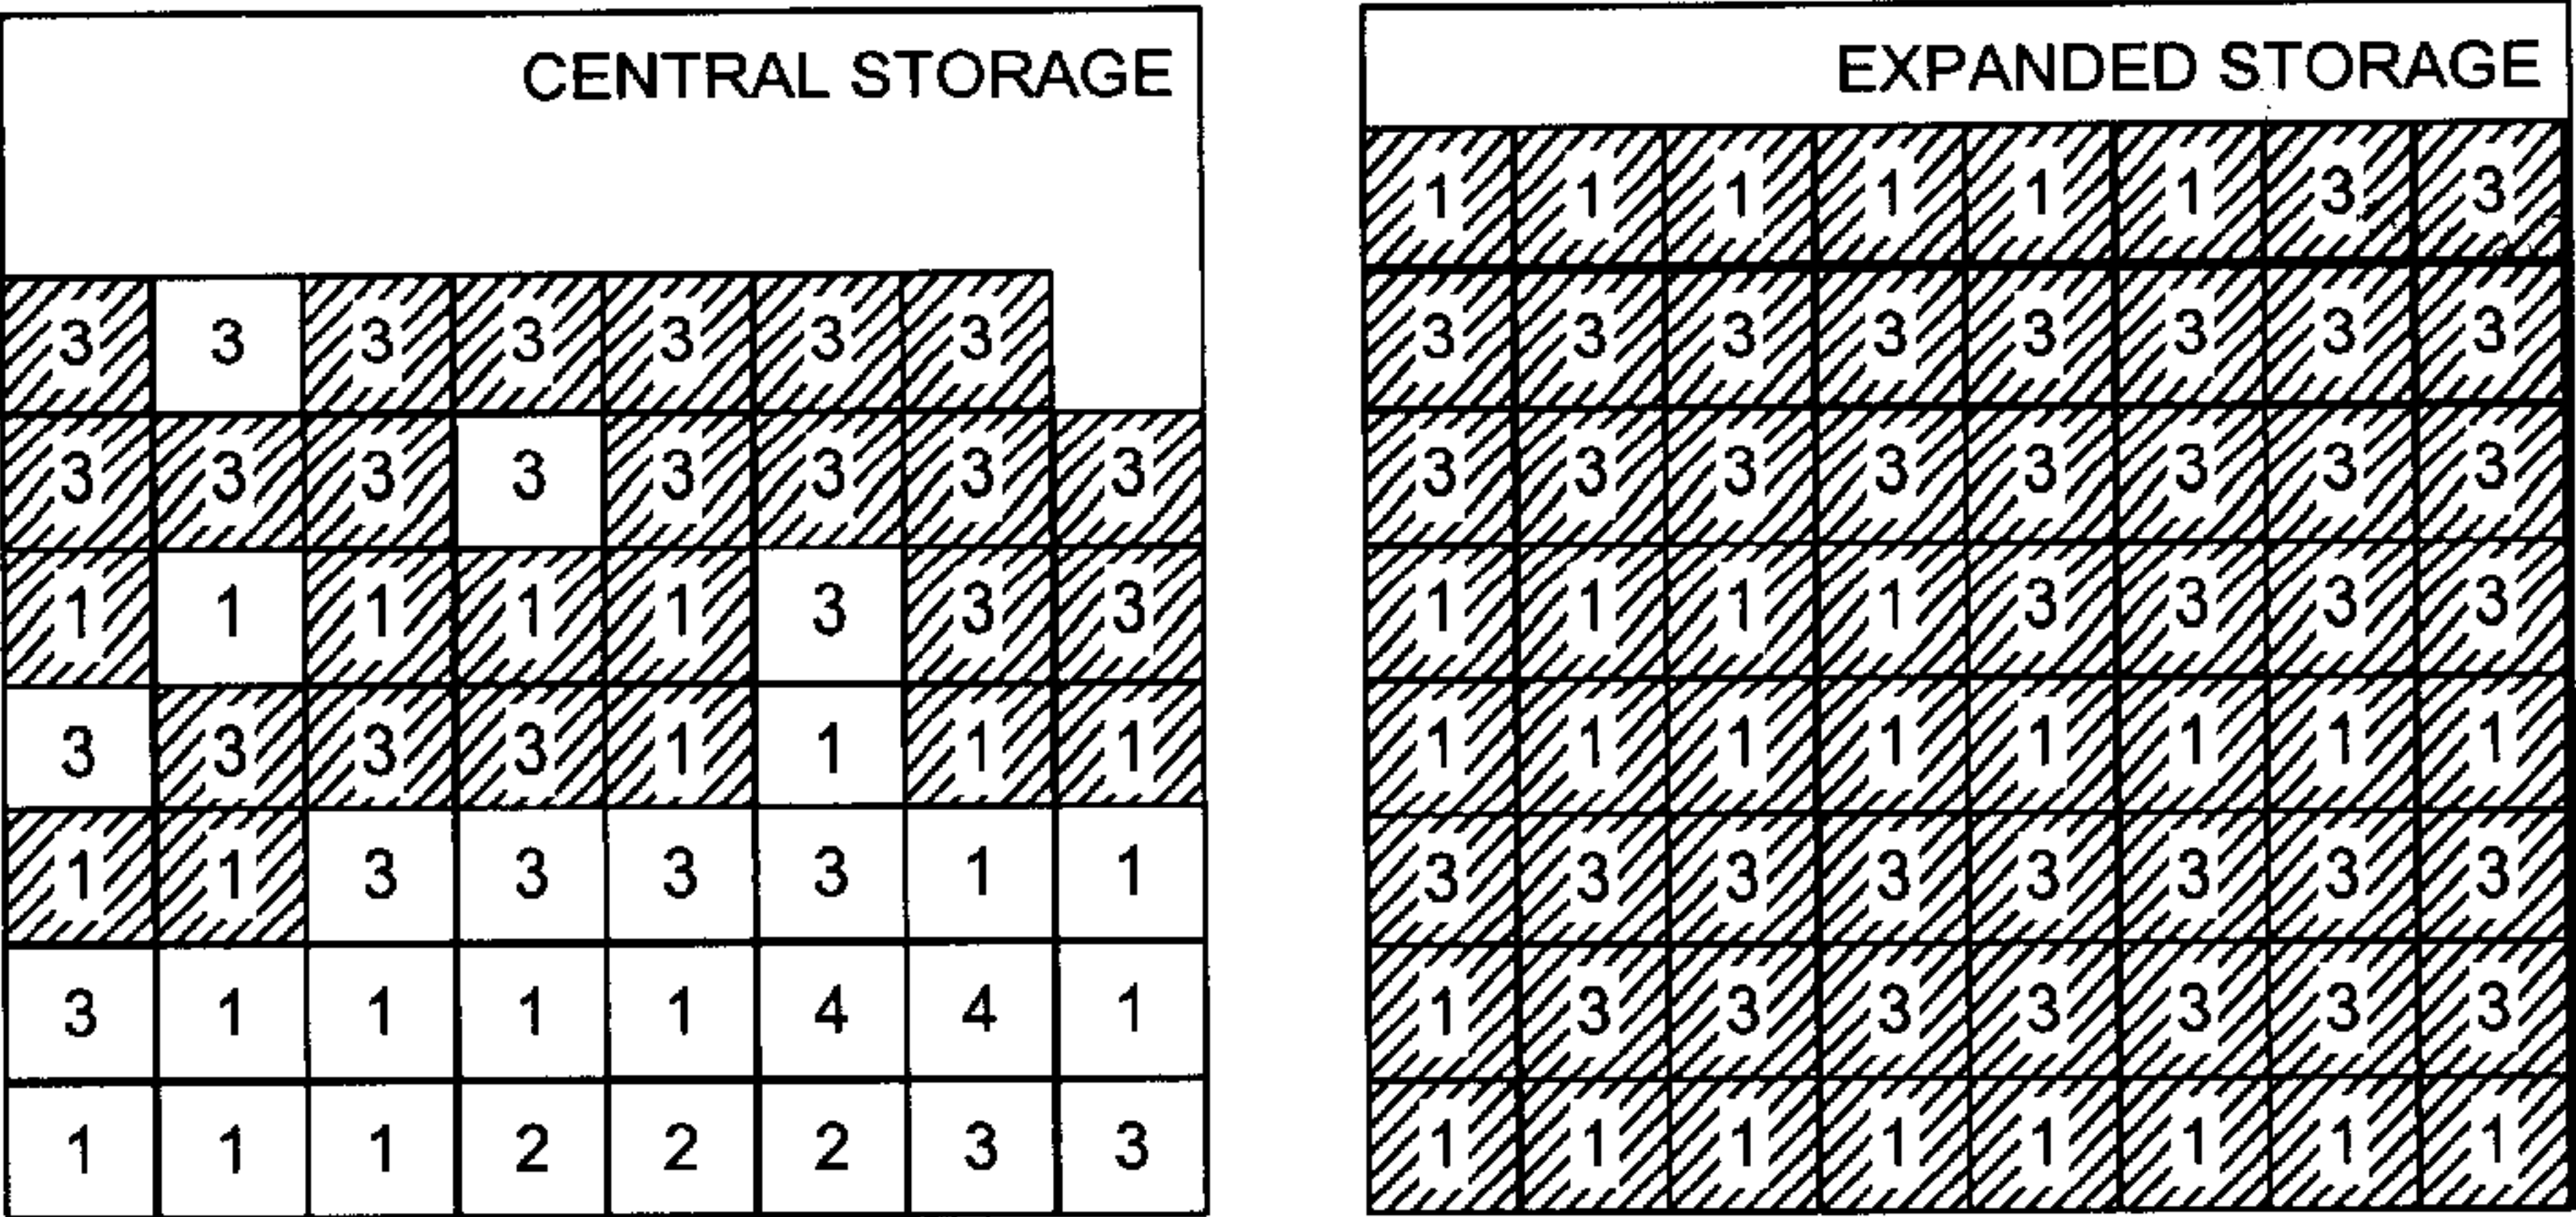 CENTRAL STORAGE
3 3 3 3 3 3 3
3 3 3 3 3 3 3 3
1 1 1 1 1 3 3 3
3 3 3 3 1 1 1 1
1 1 3 3 3 3 1 1
3 1 1 1 1 4 4 1
1 1 1 2 2 2 3 3
EXPANDED STORAGE
1 1 1 1 1 1 3 3
3 3 3 3 3 3 3 3
3 3 3 3 3 3 3 3
1 1 1 1 3 3 3 3
1 1 1 1 1 1 1 1
3 3 3 3 3 3 3 3
1 3 3 3 3 3 3 3
1 1 1 1 1 1 1 1